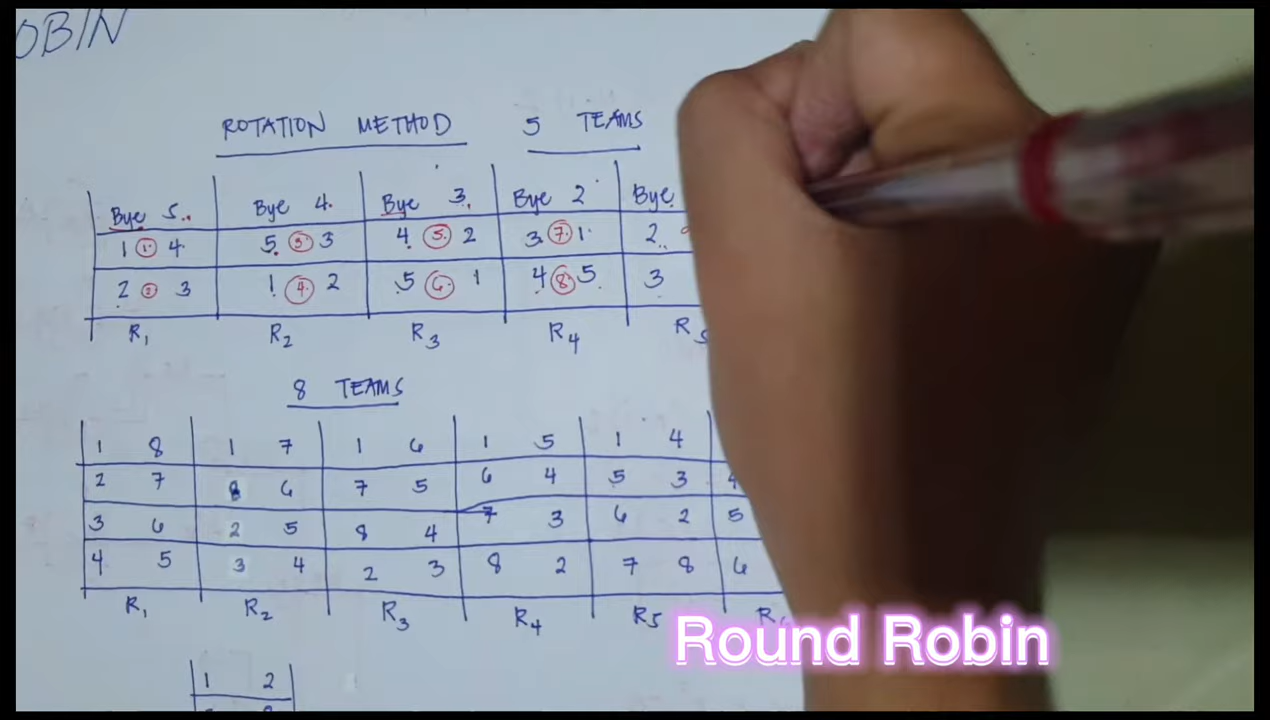 OBIN
ROTATION METHOD 5 TEAMS
Bye 5 Bye 4 Bye 3 Bye 2 Bye
1 1 4 5 3 3 4 5 2 3 7 1 2
2 2 3 1 4 2 5 6 1 4 8 5 3
R1 R2 R3 R4 R5
8 TEAMS
1 8 1 7 1 6 1 5 1 4
2 7 8 6 7 5 6 4 5 3 4
3 6 2 5 8 4 7 3 6 2 5
4 5 3 4 2 3 8 2 7 8 6
R1 R2 R3 R4 R5 R6
Round Robin
1 2